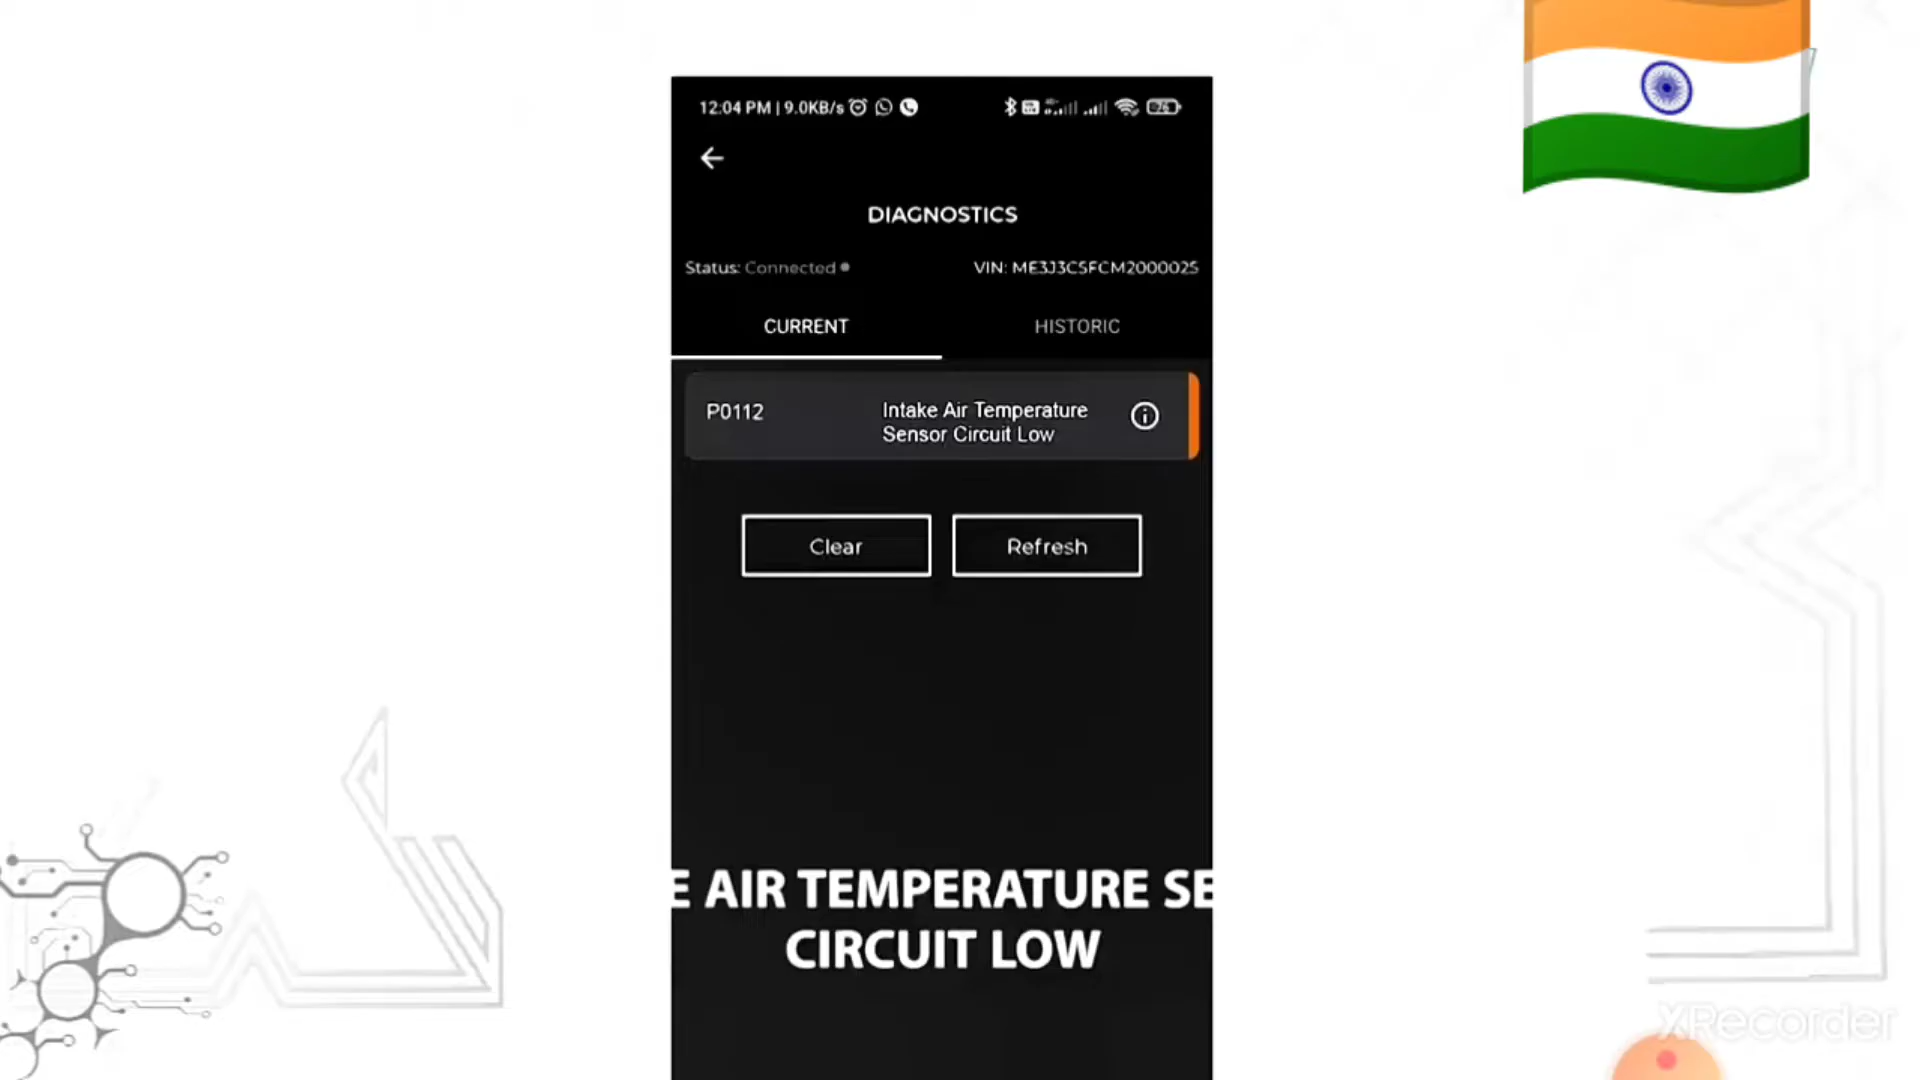 12:04 PM | 9.0KB/s
76
DIAGNOSTICS
Status: Connected
VIN: ME3J3C5FCM2000025
CURRENT
HISTORIC
P0112
Intake Air Temperature
Sensor Circuit Low
Clear
Refresh
E AIR TEMPERATURE SE
CIRCUIT LOW
XRecorder